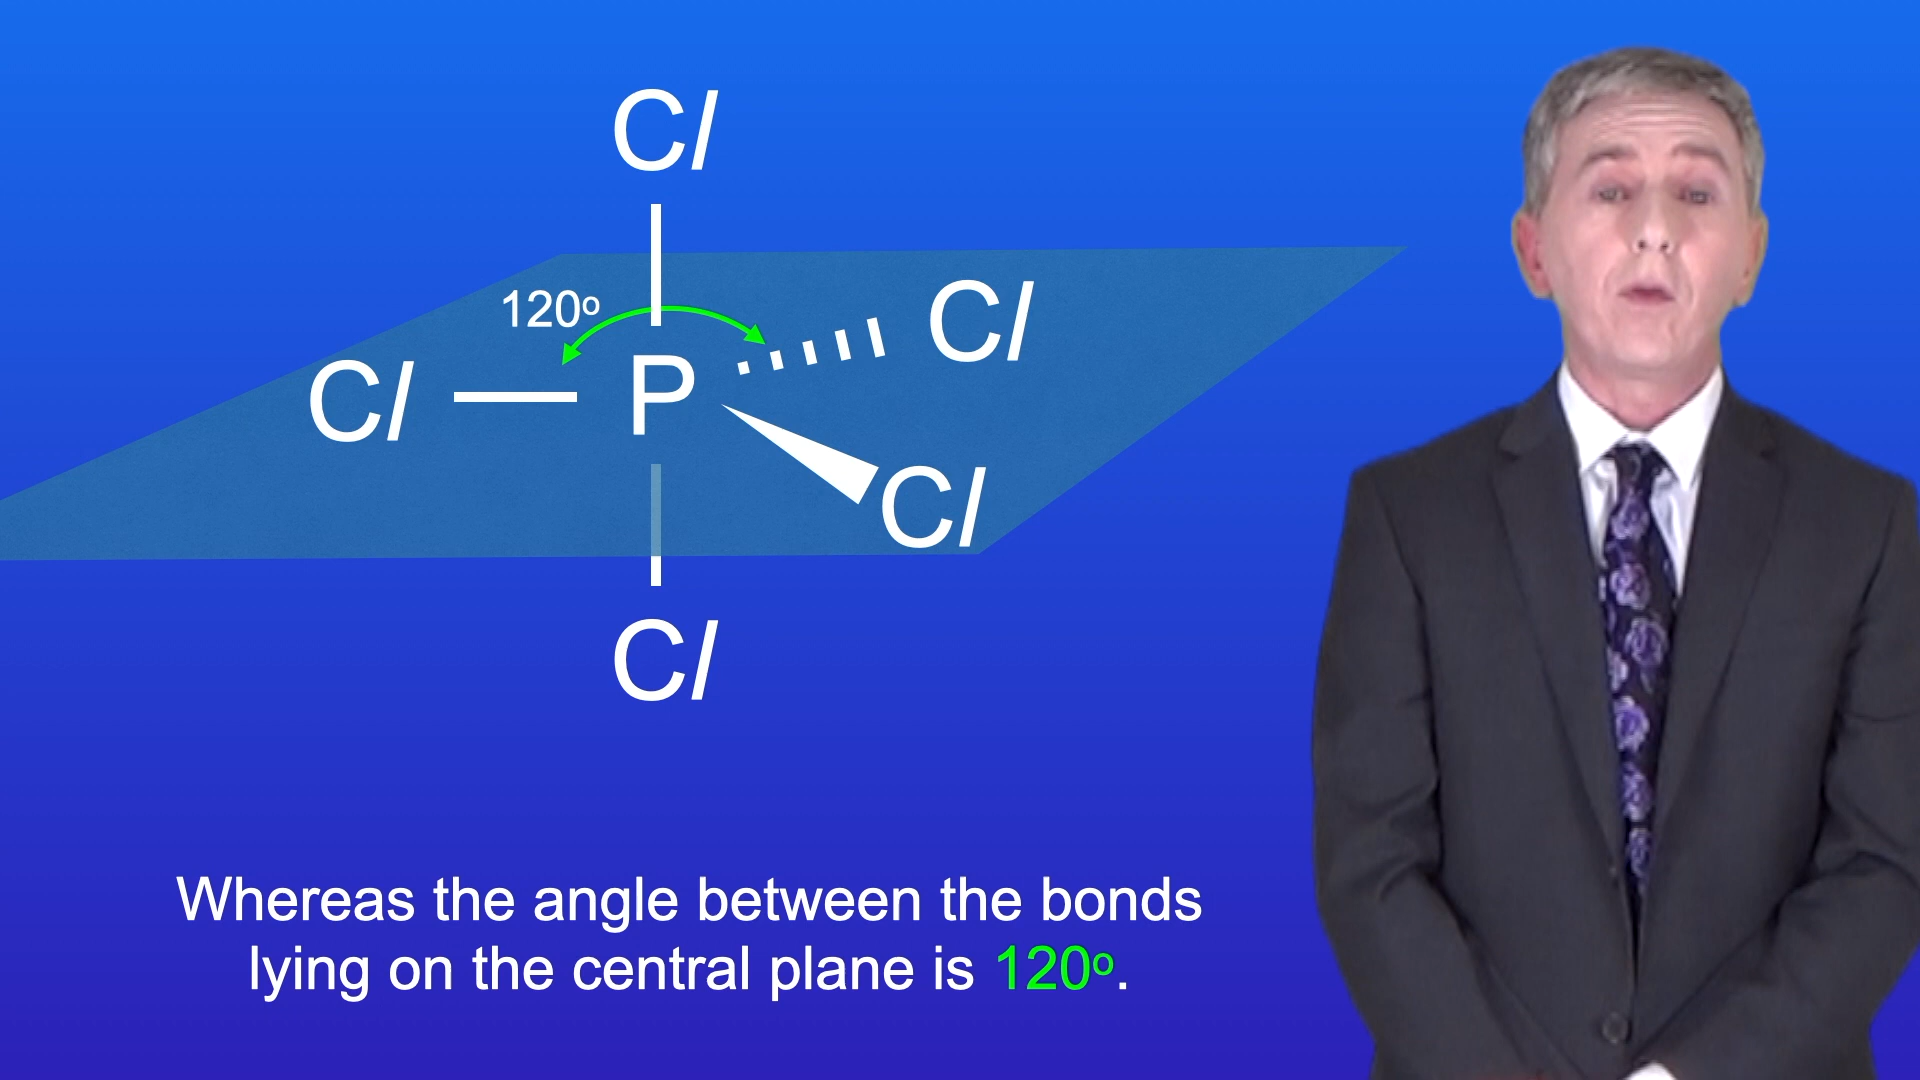 Cl
120º
Cl
Cl P
Cl
Cl
Whereas the angle between the bonds
lying on the central plane is 120º.